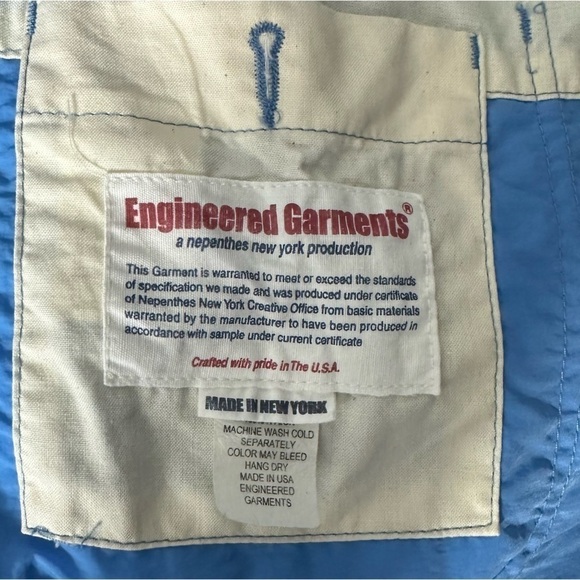 Engineered Garments®
a nepenthes new york production
This Garment is warranted to meet or exceed the standards
of specification we made and was produced under certificate
of Nepenthes New York Creative Office from basic materials
warranted by the manufacturer to have been produced in
accordance with sample under current certificate
Crafted with pride in The U.S.A.
MADE IN NEW YORK
MACHINE WASH COLD
SEPARATELY
COLOR MAY BLEED
HANG DRY
MADE IN USA
ENGINEERED
GARMENTS